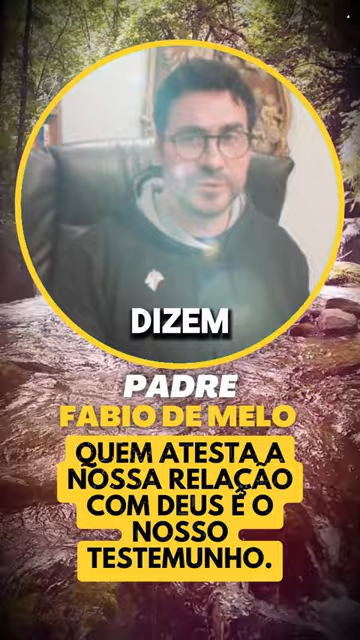 DIZEM
PADRE
FABIO DE MELO
QUEM ATESTA A
NOSSA RELAÇÃO
COM DEUS É O
NOSSO
TESTEMUNHO.